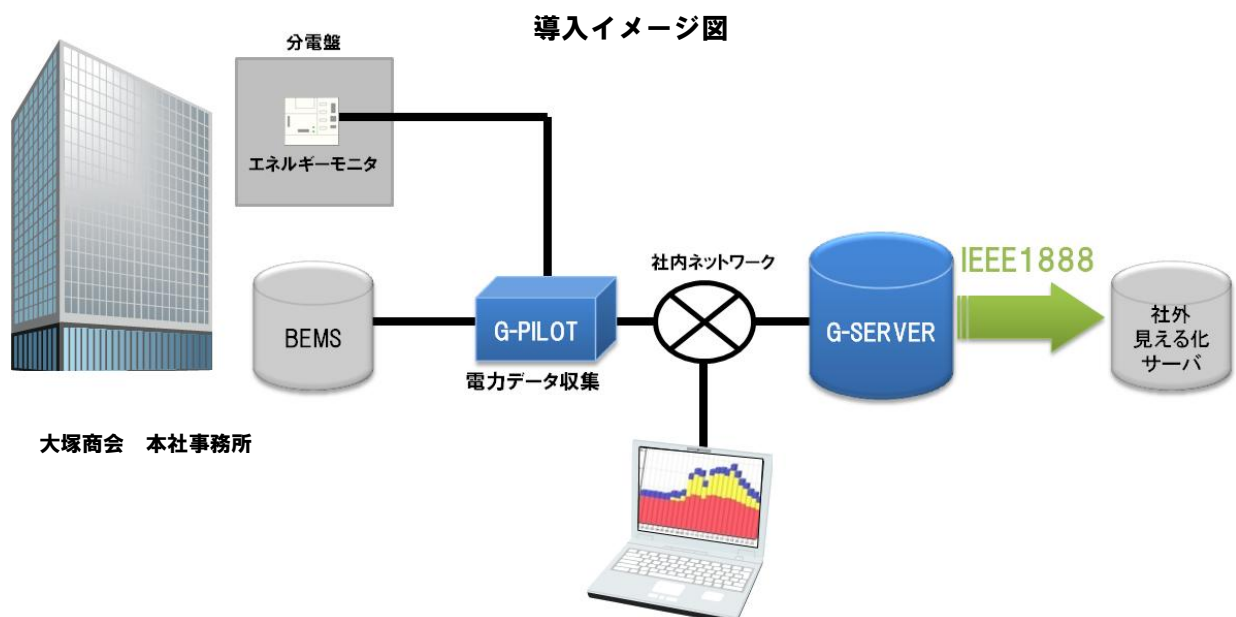 導入イメージ図
分電盤
エネルギーモニタ
社内ネットワーク
IEEE1888
BEMS
G-PILOT
G-SERVER
社外
見える化
サーバ
電力データ収集
大塚商会　本社事務所